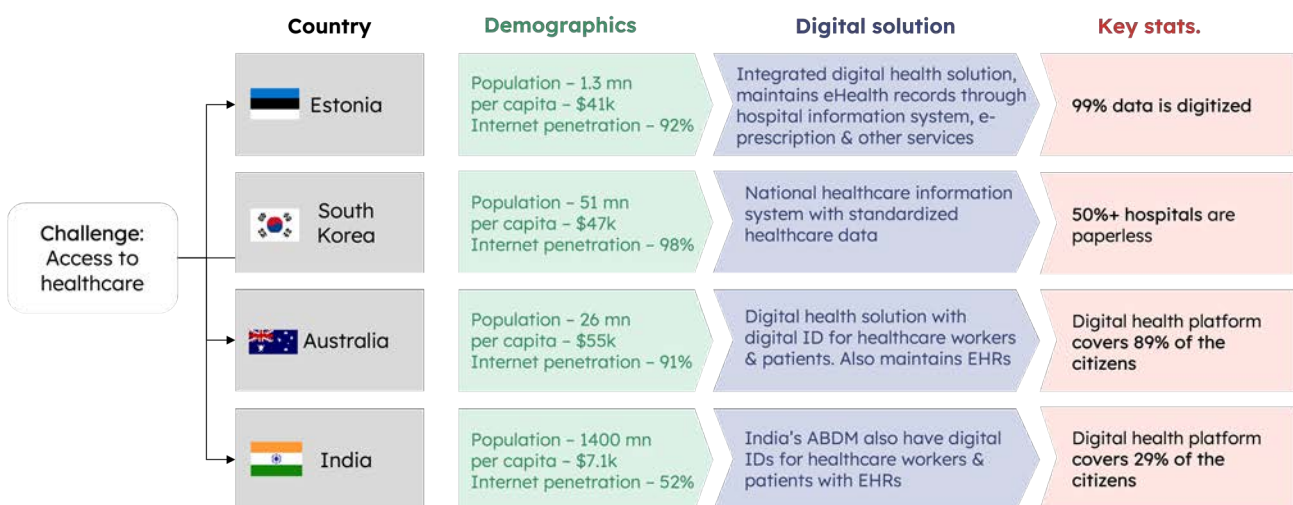 Country
Demographics
Digital solution
Key stats.
Challenge:
Access to
healthcare
Estonia
Population – 1.3 mn
per capita – $41k
Internet penetration – 92%
Integrated digital health solution,
maintains eHealth records through
hospital information system, e-
prescription & other services
99% data is digitized
South
Korea
Population – 51 mn
per capita – $47k
Internet penetration – 98%
National healthcare information
system with standardized
healthcare data
50%+ hospitals are
paperless
Australia
Population – 26 mn
per capita – $55k
Internet penetration – 91%
Digital health solution with
digital ID for healthcare workers
& patients. Also maintains EHRs
Digital health platform
covers 89% of the
citizens
India
Population – 1400 mn
per capita – $7.1k
Internet penetration – 52%
India's ABDM also have digital
IDs for healthcare workers &
patients with EHRs
Digital health platform
covers 29% of the
citizens